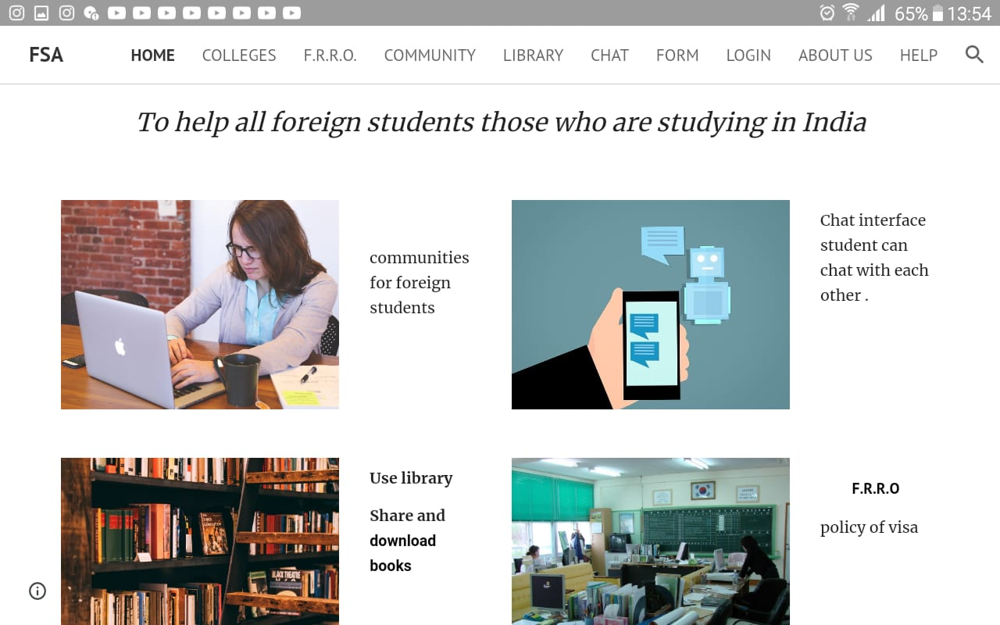 65% 13:54
FSA HOME COLLEGES F.R.R.O. COMMUNITY LIBRARY CHAT FORM LOGIN ABOUT US HELP
To help all foreign students those who are studying in India
communities
for foreign
students
Chat interface
student can
chat with each
other .
Use library
Share and
download
books
BLACK THEATRE
F.R.R.O
policy of visa